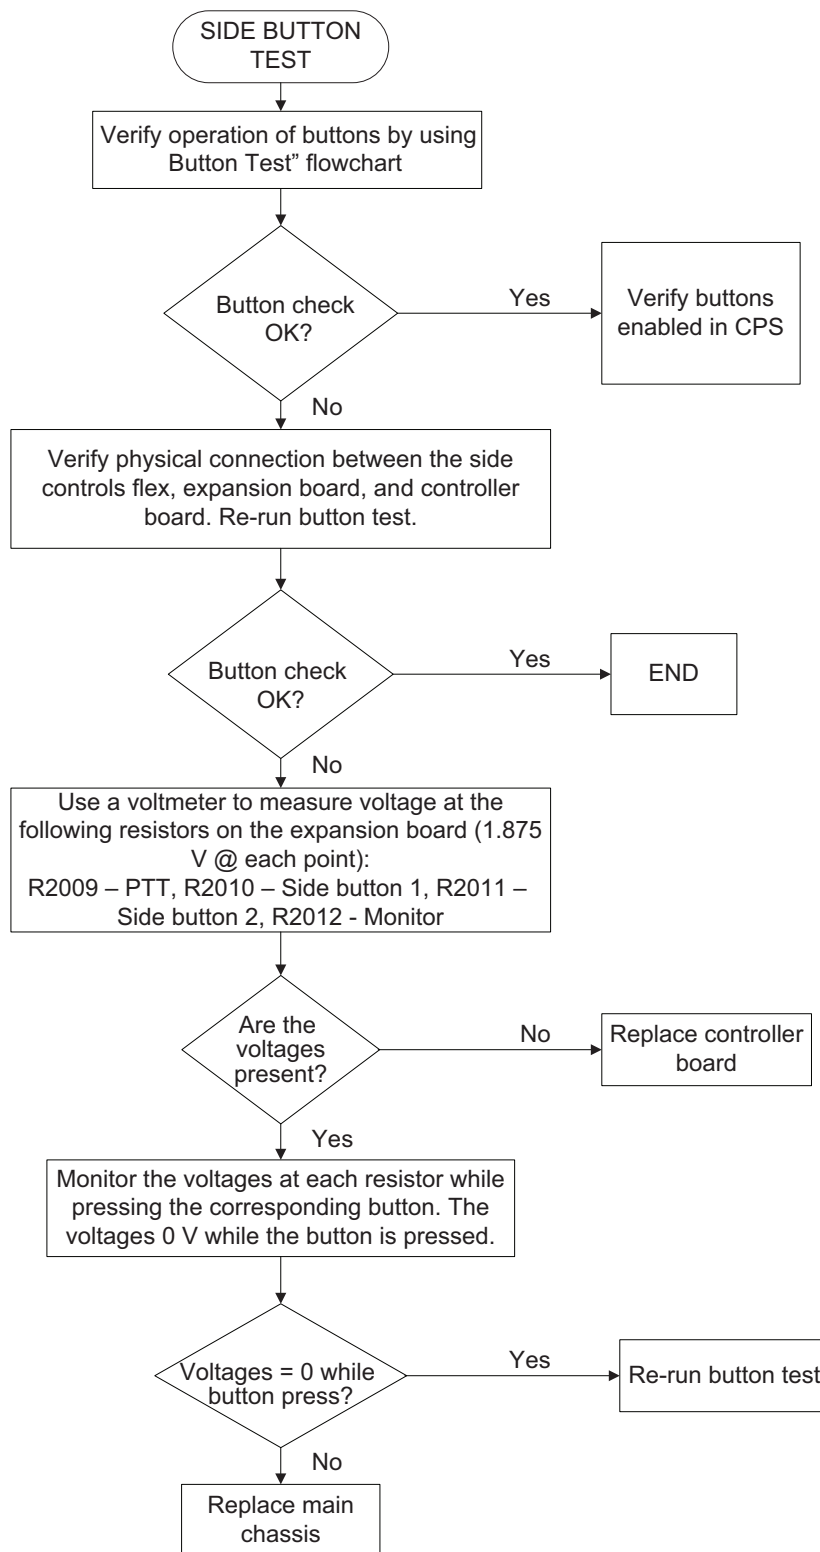 SIDE BUTTON
TEST
Verify operation of buttons by using
Button Test” flowchart
Button check
OK?
Yes
Verify buttons
enabled in CPS
No
Verify physical connection between the side
controls flex, expansion board, and controller
board. Re-run button test.
Button check
OK?
Yes
END
No
Use a voltmeter to measure voltage at the
following resistors on the expansion board (1.875
V @ each point):
R2009 – PTT, R2010 – Side button 1, R2011 –
Side button 2, R2012 - Monitor
Are the
voltages
present?
No
Replace controller
board
Yes
Monitor the voltages at each resistor while
pressing the corresponding button. The
voltages 0 V while the button is pressed.
Voltages = 0 while
button press?
Yes
Re-run button test
No
Replace main
chassis